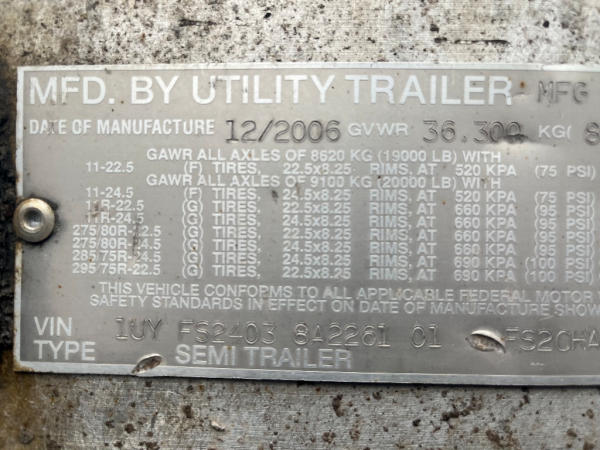 MFD. BY UTILITY TRAILER MFG
DATE OF MANUFACTURE 12/2006 GVWR 36.300 KG( 8
GAWR ALL AXLES OF 8620 KG (19000 LB) WITH
11-22.5 (F) TIRES, 22.5x8.25 RIMS, AT 520 KPA (75 PSI)
GAWR ALL AXLES OF 9100 KG (20000 LB) WITH
11-24.5 (F) TIRES, 24.5x8.25 RIMS, AT 520 KPA (75 PSI)
11R-22.5 (G) TIRES, 22.5x8.25 RIMS, AT 660 KPA (95 PSI)
11R-24.5 (G) TIRES, 24.5x8.25 RIMS, AT 660 KPA (95 PSI)
275/80R-22.5 (G) TIRES, 22.5x8.25 RIMS, AT 660 KPA (95 PSI)
275/80R-24.5 (G) TIRES, 24.5x8.25 RIMS, AT 660 KPA (95 PSI)
285/75R-24.5 (G) TIRES, 24.5x8.25 RIMS, AT 690 KPA (100 PSI)
295/75R-22.5 (G) TIRES, 22.5x8.25 RIMS, AT 690 KPA (100 PSI)
THIS VEHICLE CONFORMS TO ALL APPLICABLE FEDERAL MOTOR
SAFETY STANDARDS IN EFFECT ON DATE OF MANUFACTURE SHOW
VIN 1UY FS2403 8A2261 01 FS2CHA
TYPE SEMI TRAILER